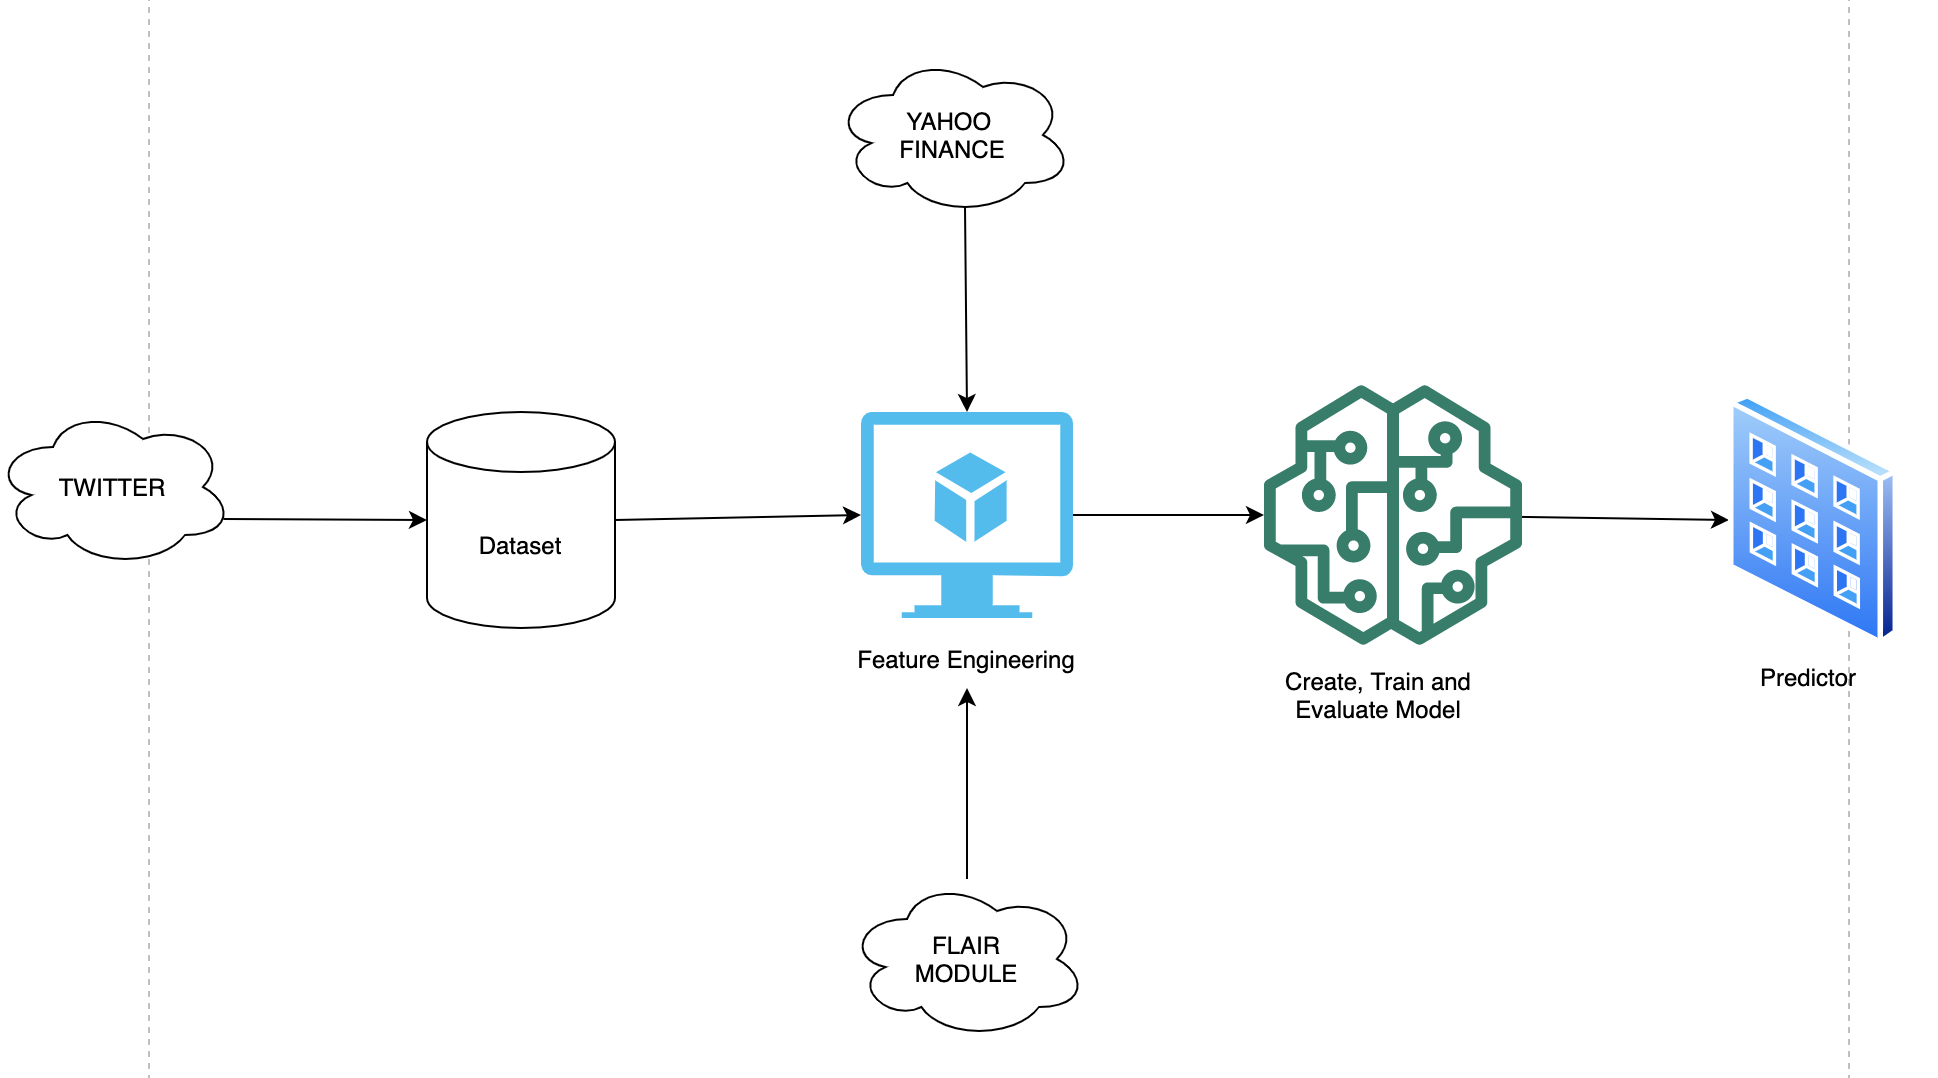 YAHOO
FINANCE
TWITTER
Dataset
Feature Engineering
Create, Train and
Evaluate Model
Predictor
FLAIR
MODULE